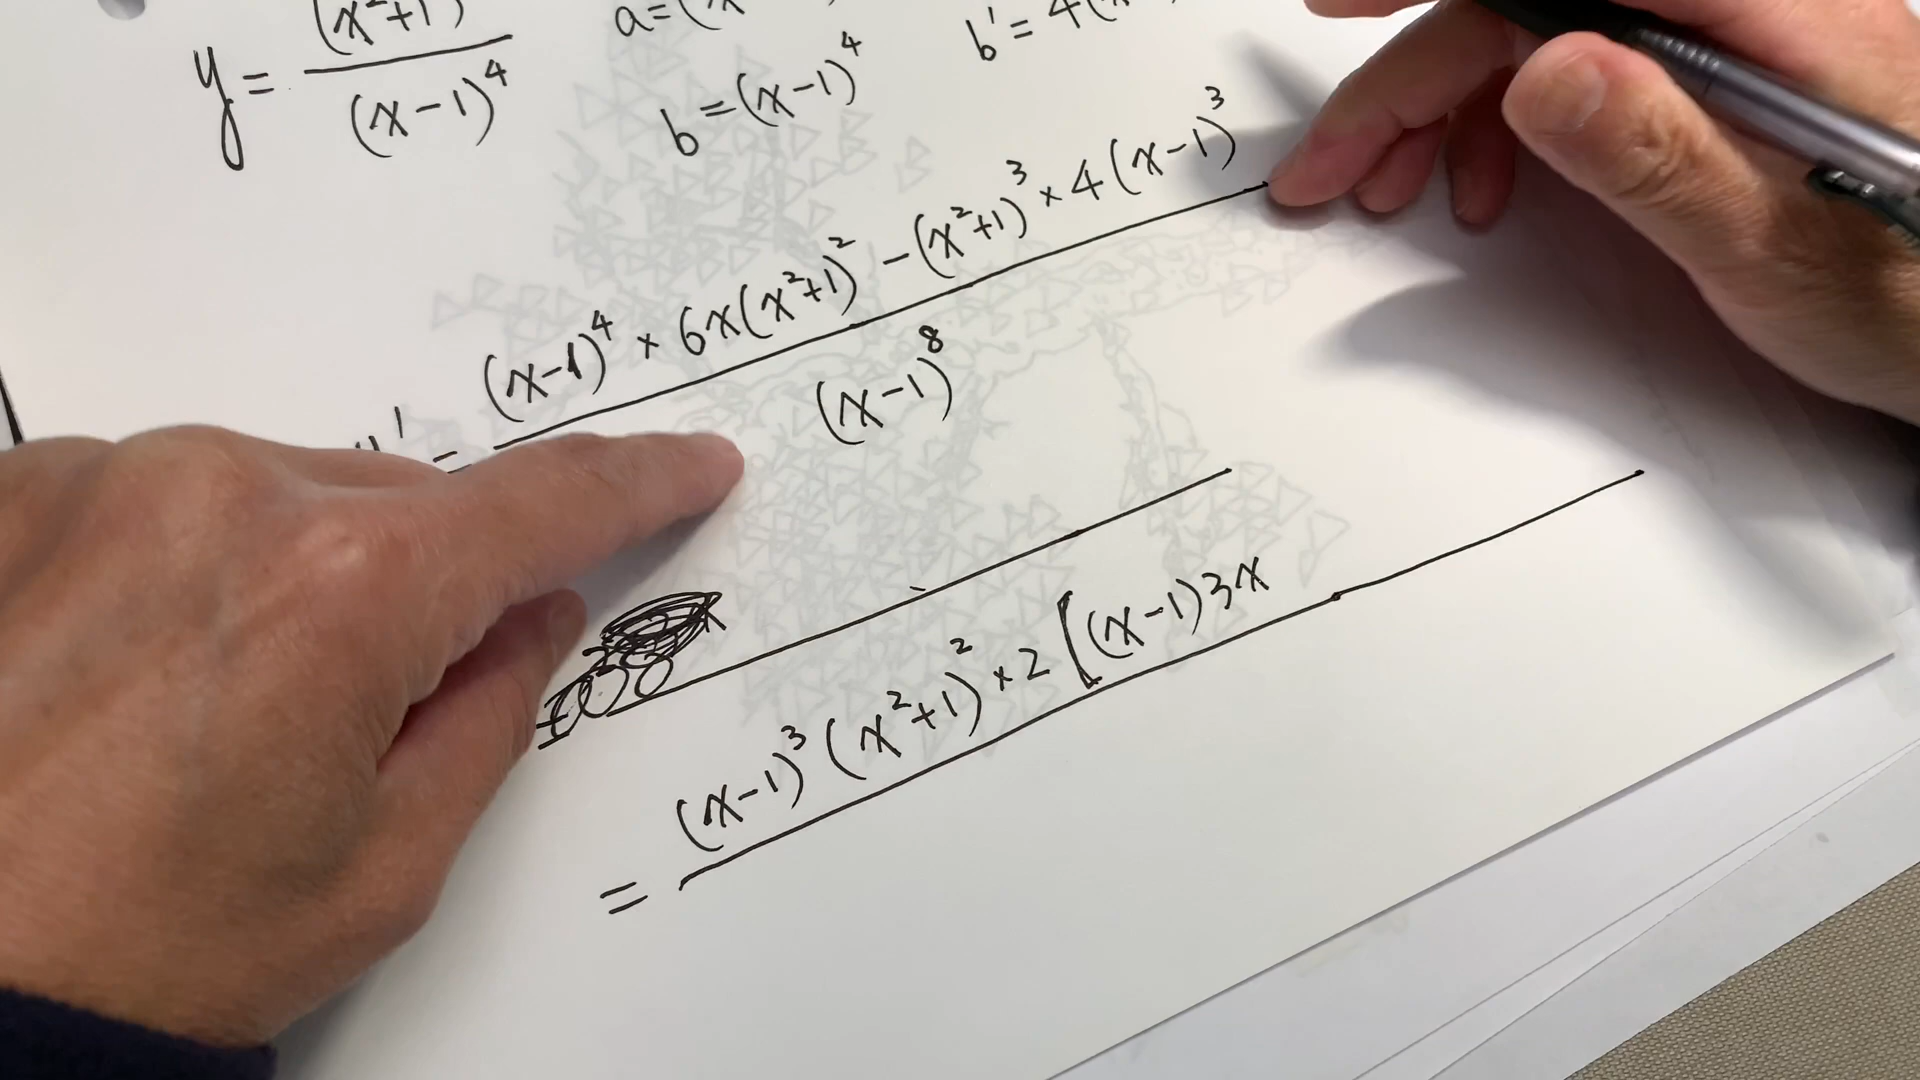 y = (x²+1) / (x-1)⁴
a = (x
b = (x-1)⁴
b' = 4(x
y' = (x-1)⁴ × 6x(x²+1)² - (x²+1)³ × 4(x-1)³ / (x-1)⁸
= (x-1)³(x²+1)² × 2[(x-1)3x